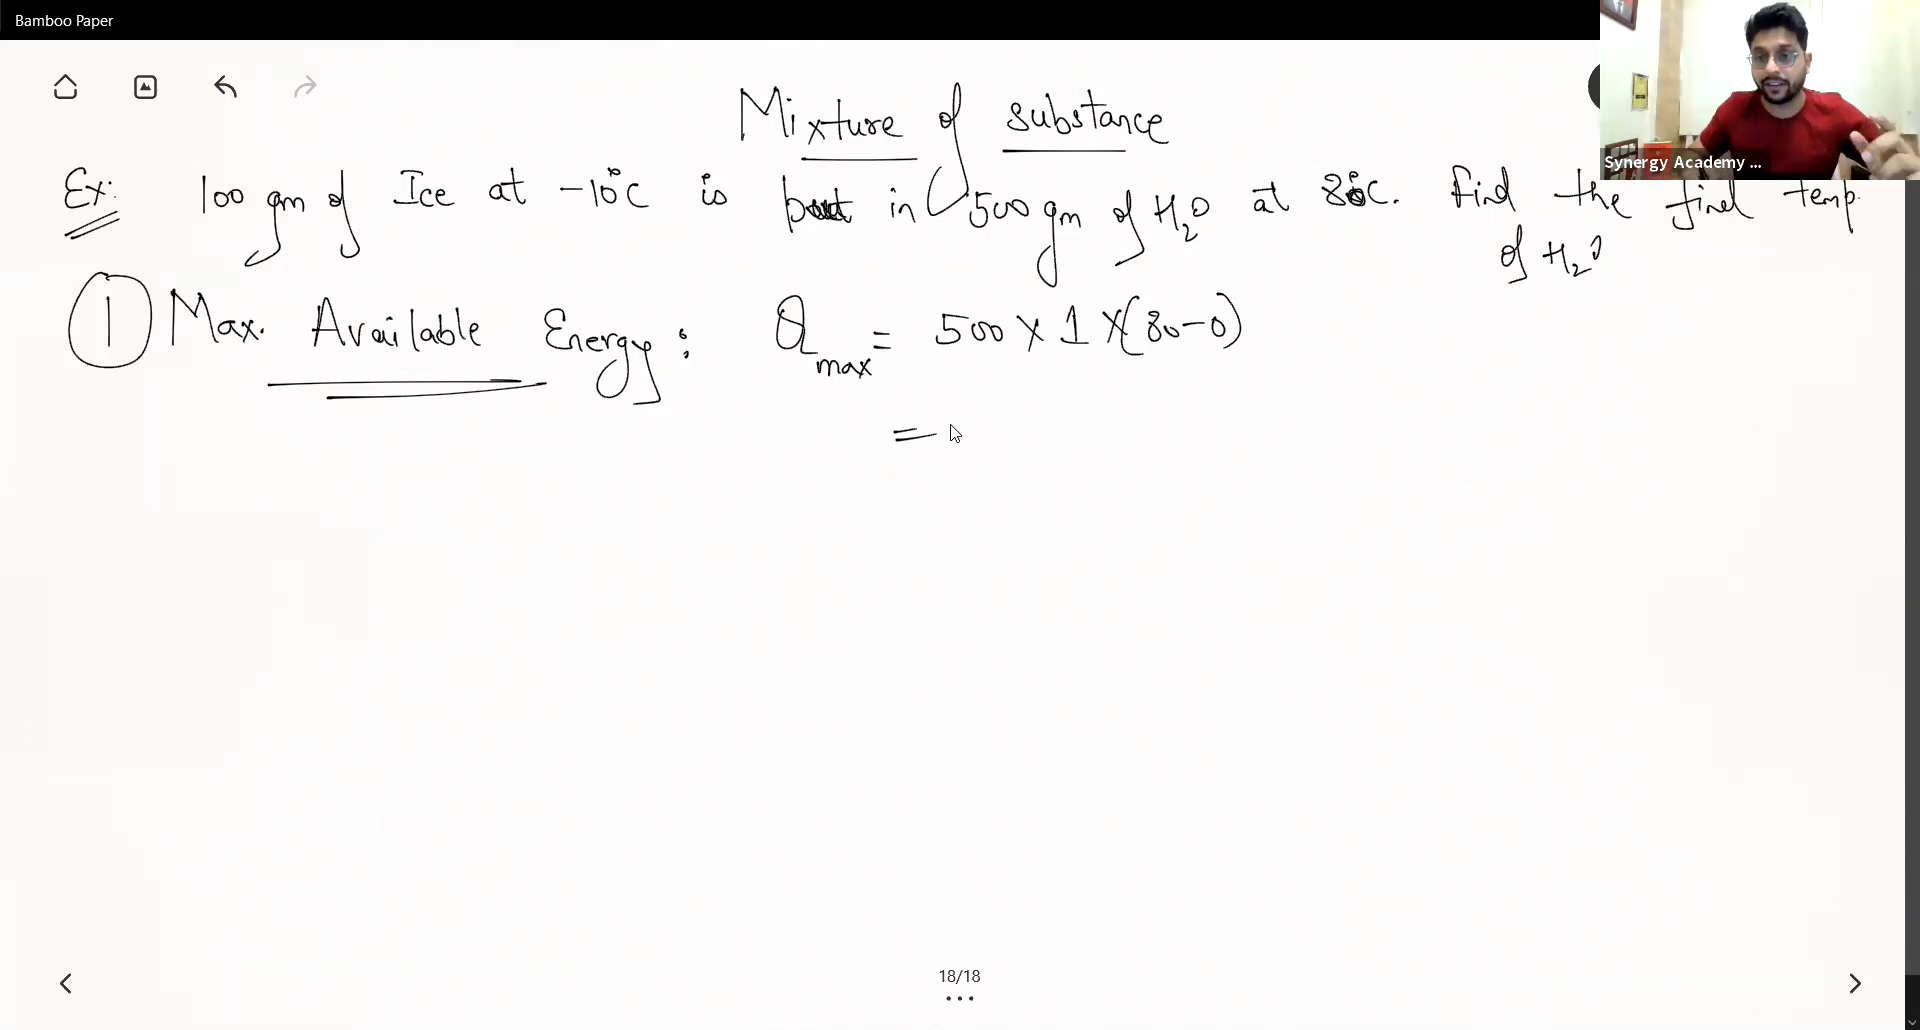 Bamboo Paper
Mixture of substance
Synergy Academy ...
Ex: 100 gm of Ice at -10°C is put in 500 gm of H₂O at 80°C. Find the final temp.
of H₂O
① Max. Available Energy: Q_max = 500 × 1 × (80-0)
=
18/18